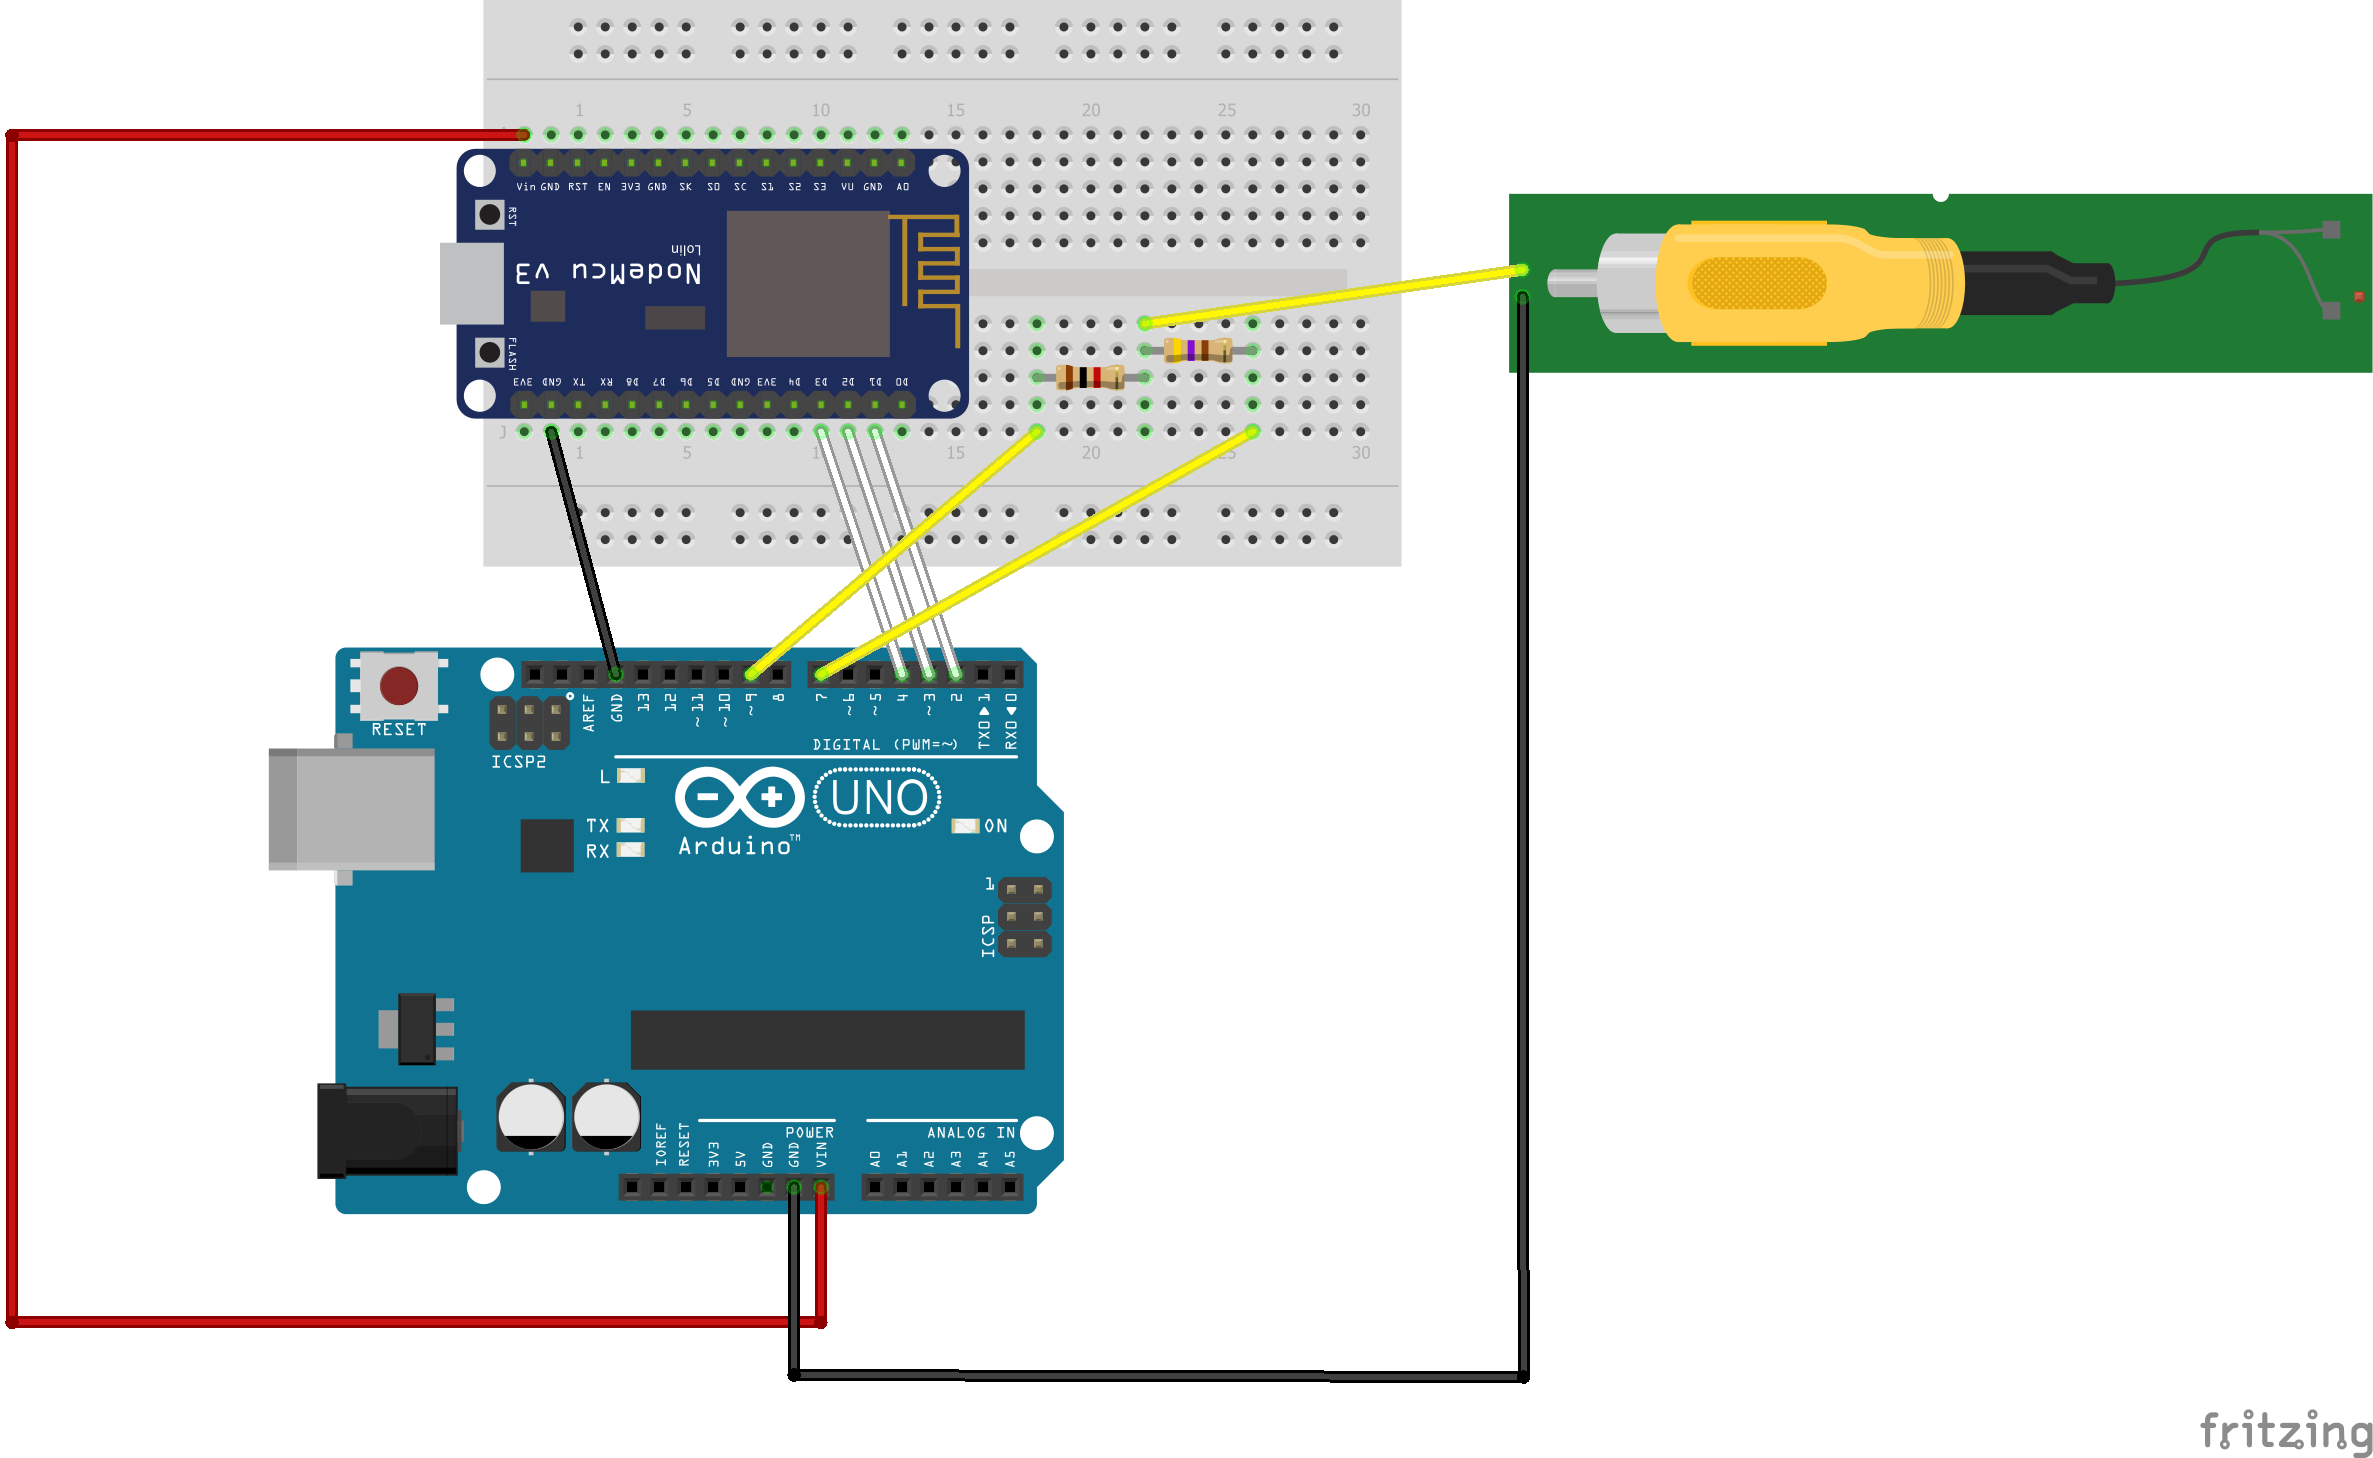 1 5 10 15 20 25 30
Vin GND RST EN 3V3 GND SK SO SC S1 S2 S3 VU GND A0
RST
Lolin
NodeMcu v3
FLASH
3V3 GND TX RX D8 D7 D6 D5 GND 3V3 D4 D3 D2 D1 D0
J
1 5 1 15 20 25 30
RESET
AREF GND 13 12 ~11 ~10 ~9 8 7 ~6 ~5 4 ~3 2 TX0▶1 RX0◀0
DIGITAL (PWM=~)
ICSP2
L
TX
RX
Arduino™
UNO
ON
1
ICSP
IOREF RESET 3V3 5V GND GND VIN
POWER
A0 A1 A2 A3 A4 A5
ANALOG IN
fritzing